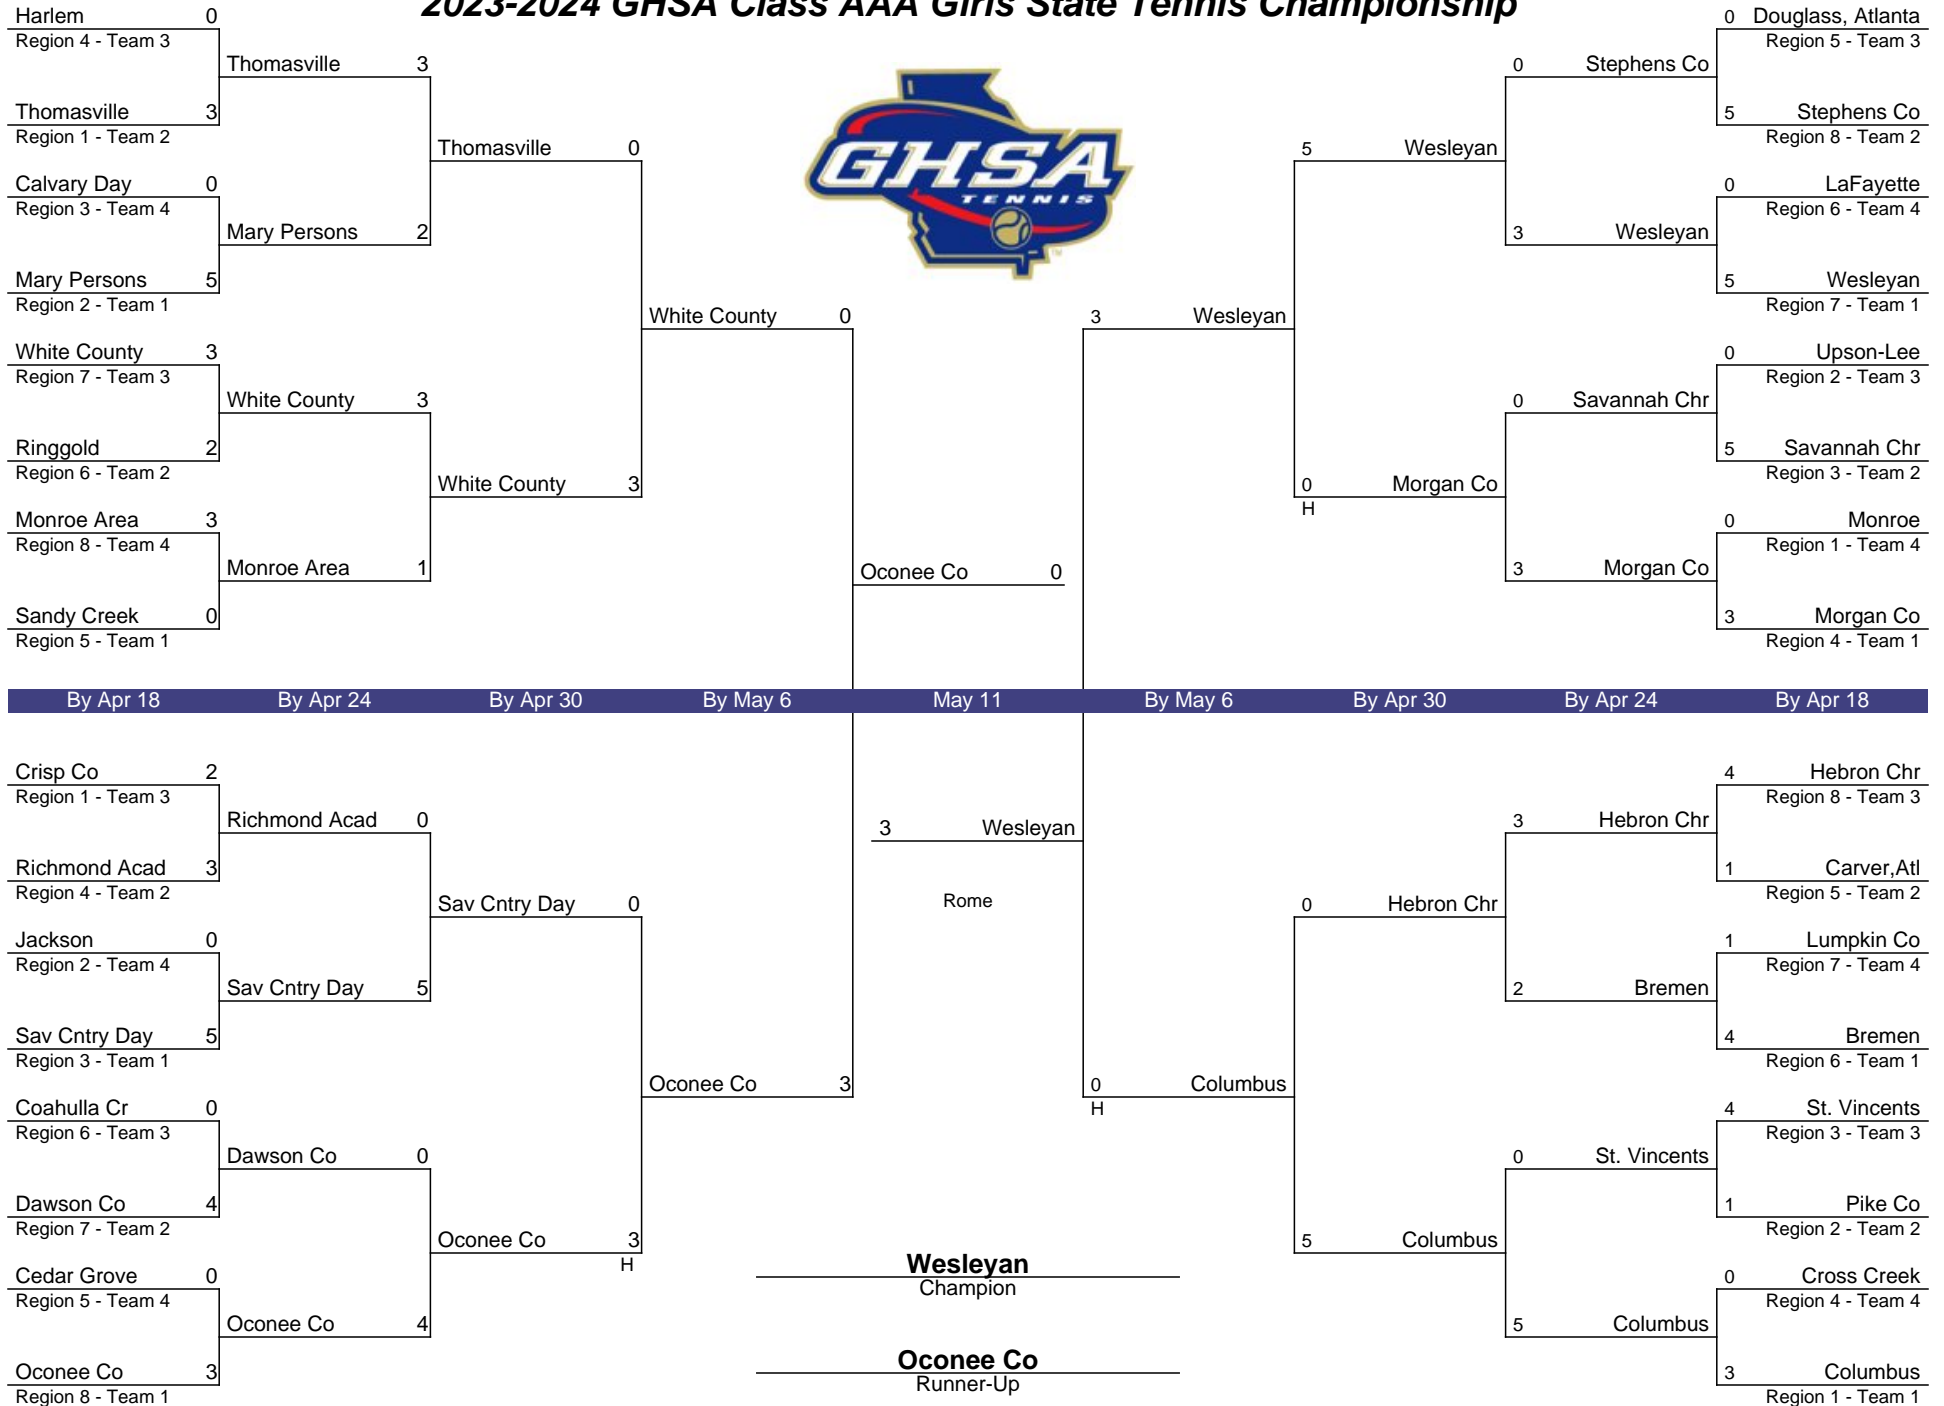 2023-2024 GHSA Class AAA Girls State Tennis Championship
Harlem 0
Region 4 - Team 3
Thomasville 3
Thomasville 3
Region 1 - Team 2
Thomasville 0
Calvary Day 0
Region 3 - Team 4
Mary Persons 2
Mary Persons 5
Region 2 - Team 1
White County 0
White County 3
Region 7 - Team 3
White County 3
Ringgold 2
Region 6 - Team 2
White County 3
Monroe Area 3
Region 8 - Team 4
Monroe Area 1
Sandy Creek 0
Region 5 - Team 1
Oconee Co 0
GHSA
TENNIS
TM
0 Douglass, Atlanta
Region 5 - Team 3
0 Stephens Co
5 Stephens Co
Region 8 - Team 2
5 Wesleyan
0 LaFayette
Region 6 - Team 4
3 Wesleyan
5 Wesleyan
Region 7 - Team 1
3 Wesleyan
0 Upson-Lee
Region 2 - Team 3
0 Savannah Chr
5 Savannah Chr
Region 3 - Team 2
0 Morgan Co
H
0 Monroe
Region 1 - Team 4
3 Morgan Co
3 Morgan Co
Region 4 - Team 1
By Apr 18 By Apr 24 By Apr 30 By May 6 May 11 By May 6 By Apr 30 By Apr 24 By Apr 18
Crisp Co 2
Region 1 - Team 3
Richmond Acad 0
Richmond Acad 3
Region 4 - Team 2
Sav Cntry Day 0
Jackson 0
Region 2 - Team 4
Sav Cntry Day 5
Sav Cntry Day 5
Region 3 - Team 1
Oconee Co 3
Coahulla Cr 0
Region 6 - Team 3
Dawson Co 0
Dawson Co 4
Region 7 - Team 2
Oconee Co 3
H
Cedar Grove 0
Region 5 - Team 4
Oconee Co 4
Oconee Co 3
Region 8 - Team 1
3 Wesleyan
Rome
Wesleyan
Champion
Oconee Co
Runner-Up
4 Hebron Chr
Region 8 - Team 3
3 Hebron Chr
1 Carver,Atl
Region 5 - Team 2
0 Hebron Chr
1 Lumpkin Co
Region 7 - Team 4
2 Bremen
4 Bremen
Region 6 - Team 1
0 Columbus
H
4 St. Vincents
Region 3 - Team 3
0 St. Vincents
1 Pike Co
Region 2 - Team 2
5 Columbus
0 Cross Creek
Region 4 - Team 4
5 Columbus
3 Columbus
Region 1 - Team 1